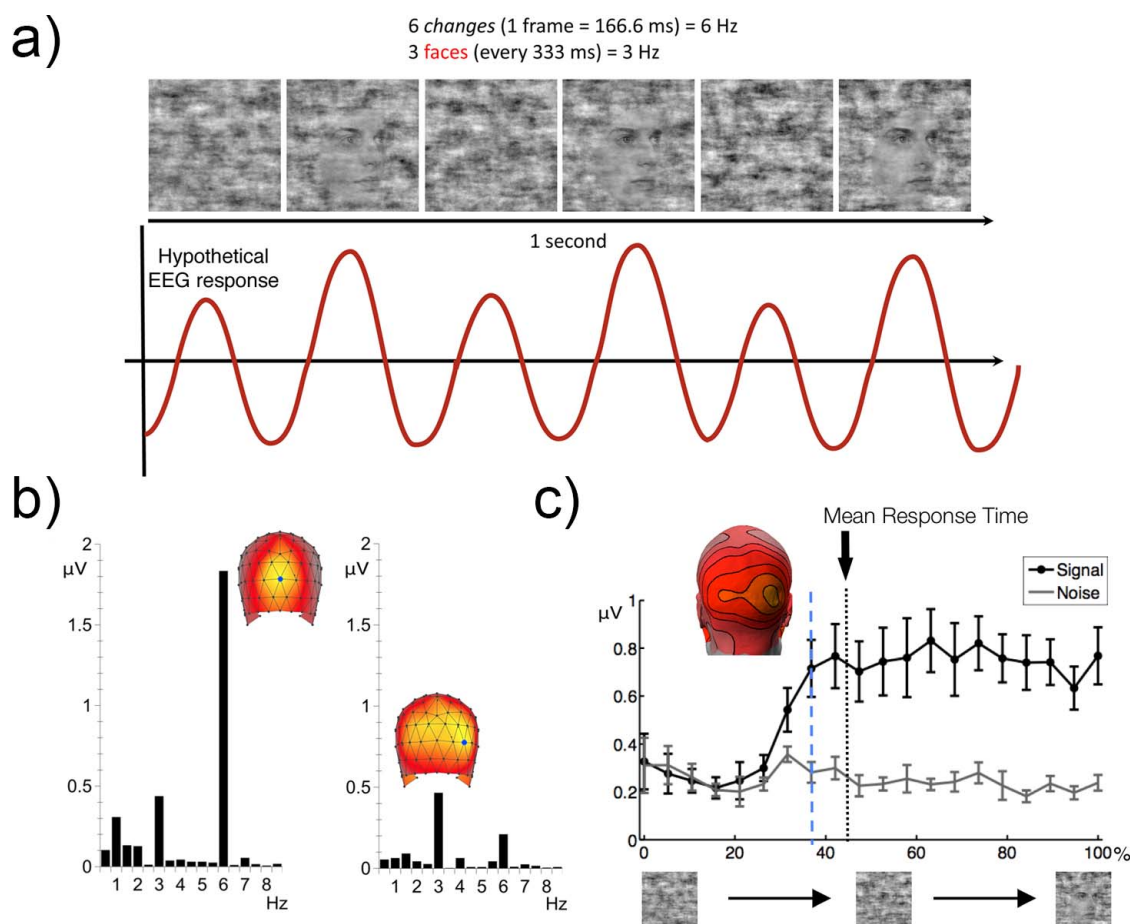 a)
6 changes (1 frame = 166.6 ms) = 6 Hz
3 faces (every 333 ms) = 3 Hz
1 second
Hypothetical
EEG response
b)
2
µV
1.5
1
0.5
0
1 2 3 4 5 6 7 8
Hz
2
µV
1.5
1
0.5
0
1 2 3 4 5 6 7 8
Hz
c)
Mean Response Time
Signal
Noise
1
µV
0.8
0.6
0.4
0.2
0
0 20 40 60 80 100%